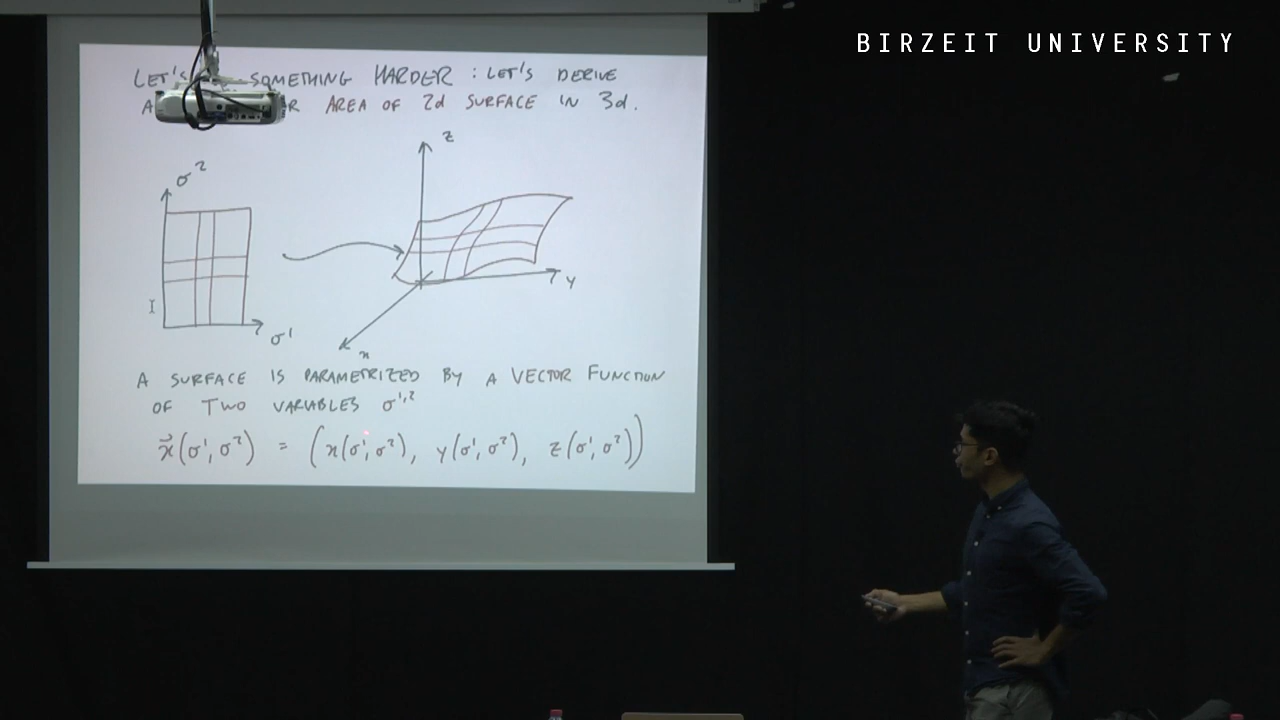 BIRZEIT UNIVERSITY
LET'S SOMETHING HARDER : LET'S DERIVE
A AREA OF 2d SURFACE IN 3d.
z
σ²
y
σ¹
x
A SURFACE IS PARAMETRIZED BY A VECTOR FUNCTION
OF TWO VARIABLES σ¹,²
x⃗(σ¹, σ²) = (x(σ¹, σ²), y(σ¹, σ²), z(σ¹, σ²))